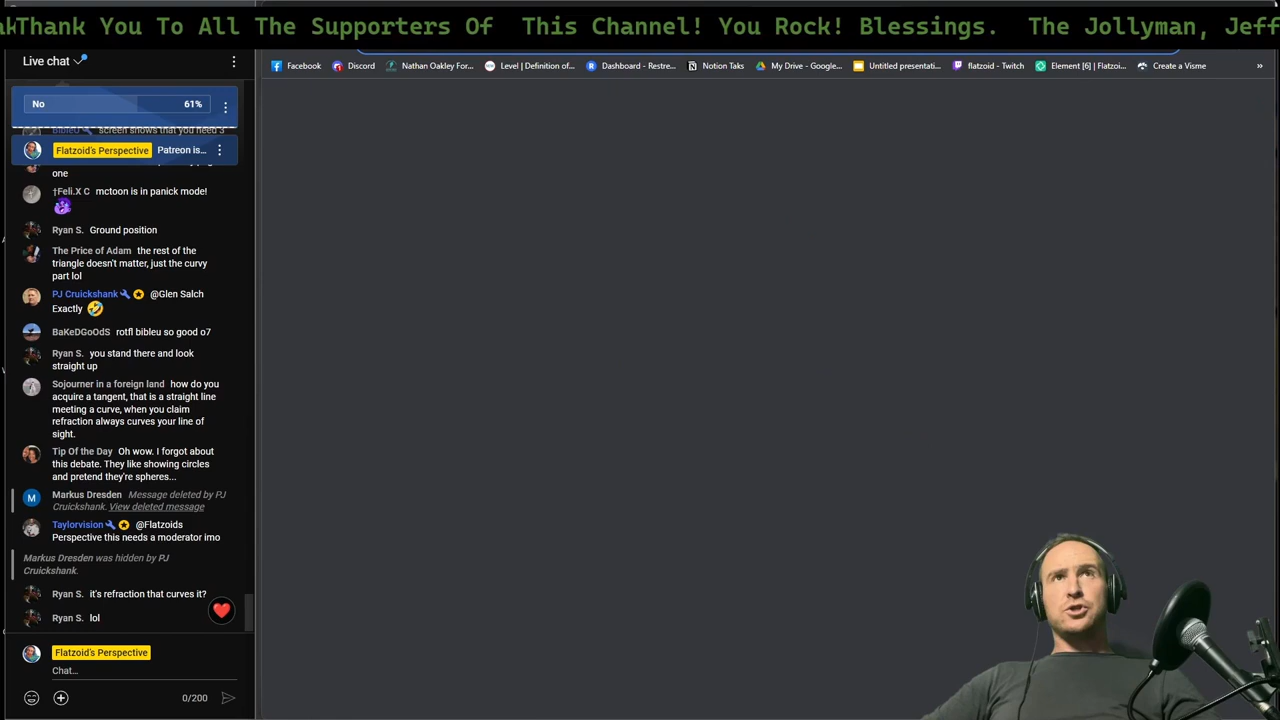 Thank You To All The Supporters Of This Channel! You Rock! Blessings. The Jollyman, Jeff
Live chat
Facebook Discord Nathan Oakley For... Level | Definition of... Dashboard - Restre... Notion Taks My Drive - Google... Untitled presentati... flatzoid - Twitch Element [6] | Flatzoi... Create a Visme »
No 61%
BibleU screen shows that you need 3
Flatzoid's Perspective Patreon is...
one
†Feli.X C mctoon is in panick mode!
Ryan S. Ground position
The Price of Adam the rest of the
triangle doesn't matter, just the curvy
part lol
PJ Cruickshank @Glen Salch
Exactly
BaKeDGoOdS rotfl bibleu so good o7
Ryan S. you stand there and look
straight up
Sojourner in a foreign land how do you
acquire a tangent, that is a straight line
meeting a curve, when you claim
refraction always curves your line of
sight.
Tip Of the Day Oh wow. I forgot about
this debate. They like showing circles
and pretend they're spheres...
M Markus Dresden Message deleted by PJ
Cruickshank. View deleted message
Taylorvision @Flatzoids
Perspective this needs a moderator imo
Markus Dresden was hidden by PJ
Cruickshank.
Ryan S. it's refraction that curves it?
Ryan S. lol
Flatzoid's Perspective
Chat...
0/200